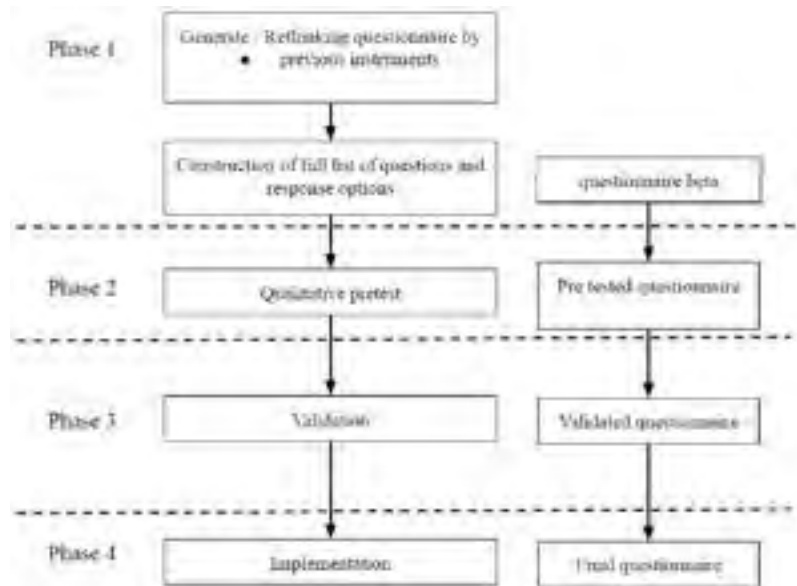 Phase 1
Generate Rethinking questionnaire by
previous instruments
Construction of full list of questions and
response options
questionnaire beta
Phase 2
Qualitative pretest
Pre tested questionnaire
Phase 3
Validation
Validated questionnaire
Phase 4
Implementation
Final questionnaire